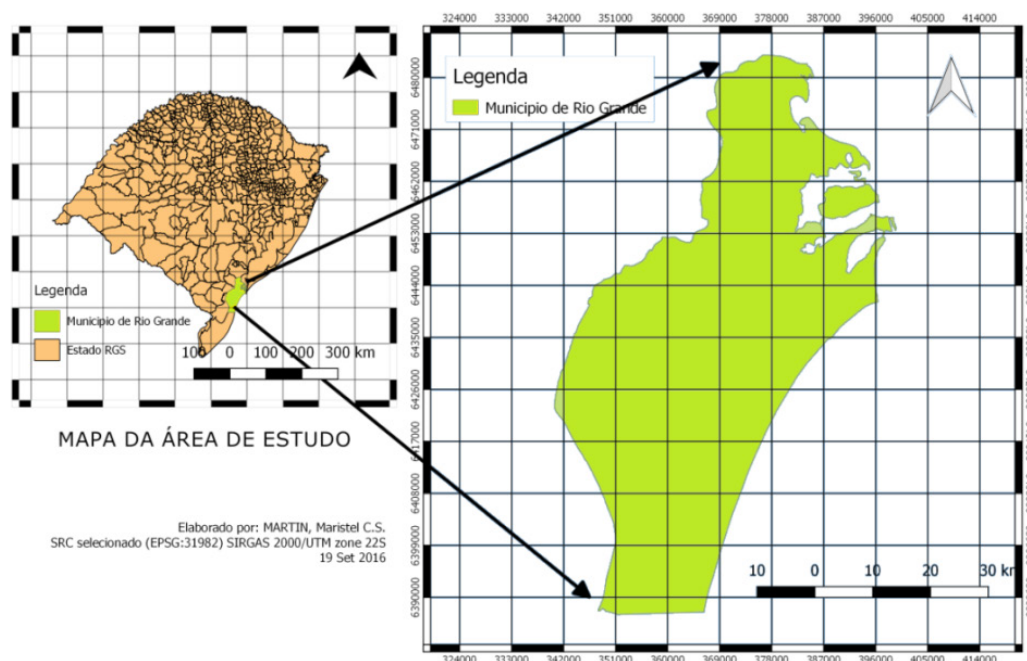 Legenda
Municipio de Rio Grande
Estado RGS
100 0 100 200 300 km
MAPA DA ÁREA DE ESTUDO
Elaborado por: MARTIN, Maristel C.S.
SRC selecionado (EPSG:31982) SIRGAS 2000/UTM zone 22S
19 Set 2016
324000 333000 342000 351000 360000 369000 378000 387000 396000 405000 414000
Legenda
Municipio de Rio Grande
6480000
6471000
6462000
6453000
6444000
6435000
6426000
6417000
6408000
6399000
6390000
10 0 10 20 30
324000 333000 342000 351000 360000 369000 378000 387000 396000 405000 414000